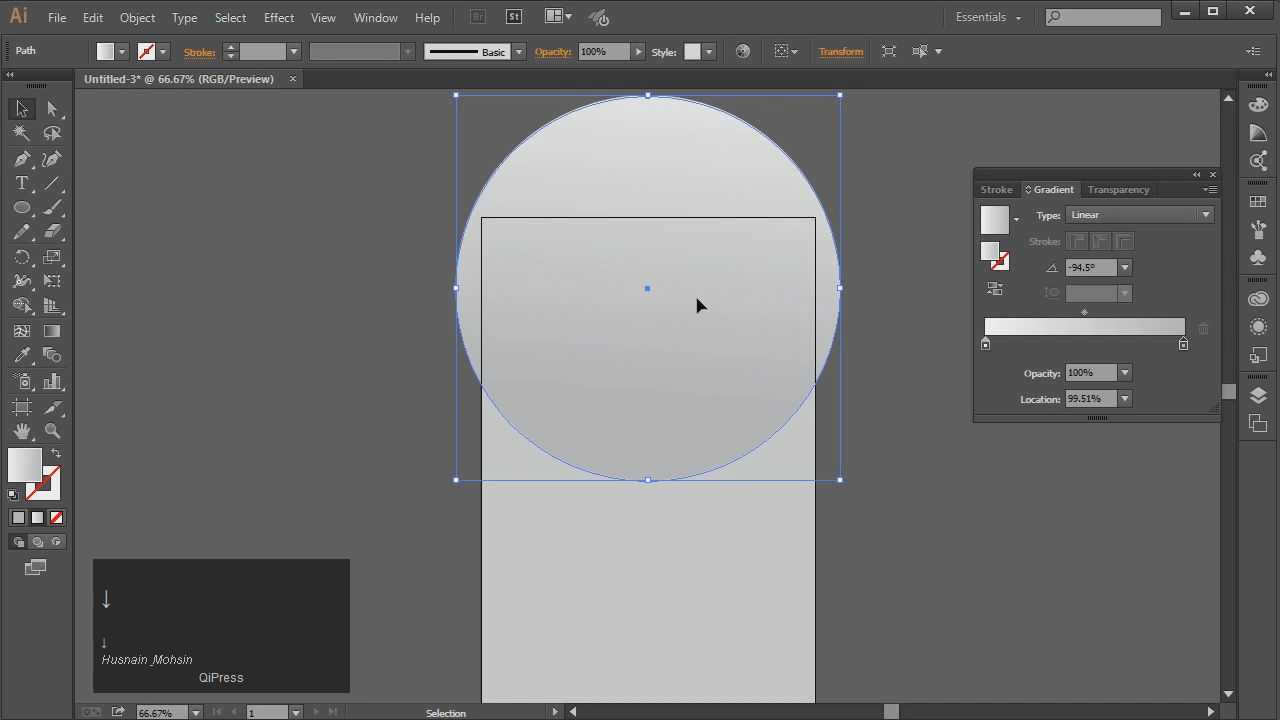 Ai File Edit Object Type Select Effect View Window Help Br St Essentials
Path Stroke: Basic Opacity: 100% Style: Transform
Untitled-3* @ 66.67% (RGB/Preview) ×
Stroke Gradient Transparency
Type: Linear
Stroke:
-94.5°
Opacity: 100%
Location: 99.51%
↓
↓
Husnain_Mohsin
QiPress
66.67% 1 Selection